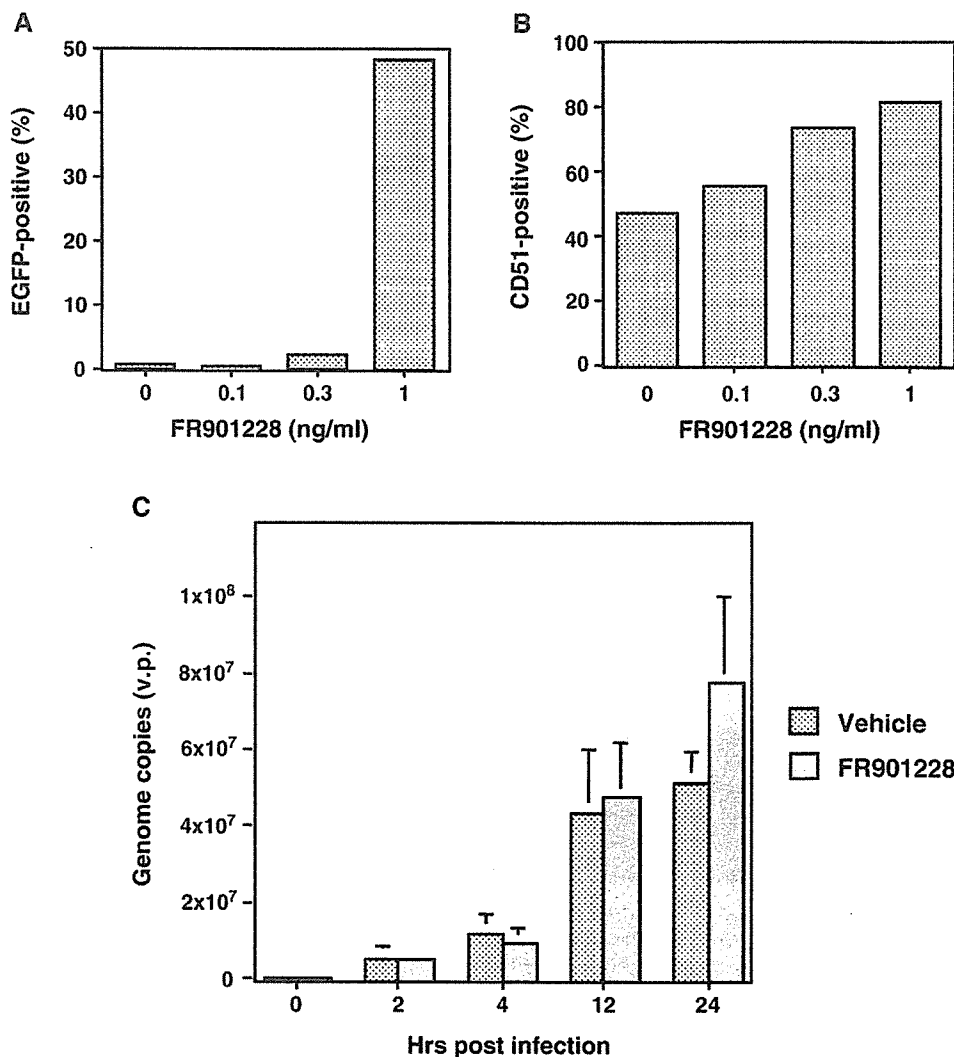 A
EGFP-positive (%)
50
40
30
20
10
0
0 0.1 0.3 1
FR901228 (ng/ml)
B
CD51-positive (%)
100
80
60
40
20
0
0 0.1 0.3 1
FR901228 (ng/ml)
C
Genome copies (v.p.)
1x10⁸
8x10⁷
6x10⁷
4x10⁷
2x10⁷
0
0 2 4 12 24
Hrs post infection
Vehicle
FR901228